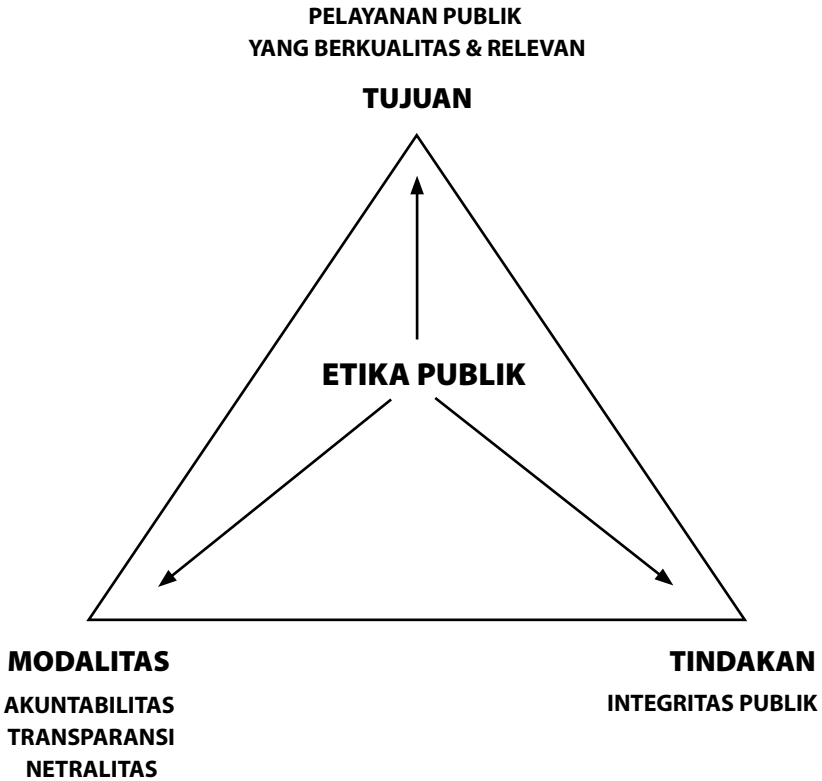 PELAYANAN PUBLIK
YANG BERKUALITAS & RELEVAN
TUJUAN
ETIKA PUBLIK
MODALITAS
AKUNTABILITAS
TRANSPARANSI
NETRALITAS
TINDAKAN
INTEGRITAS PUBLIK